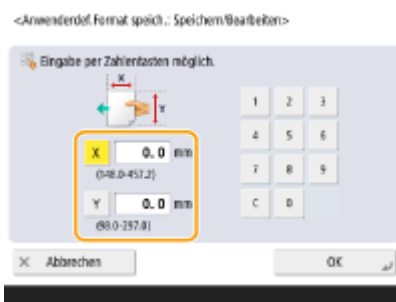 <Anwenderdef. Format speich.: Speichern/Bearbeiten>
Eingabe per Zahlentasten möglich.
X
Y
X 0.0 mm
(148.0-457.2)
Y 0.0 mm
(98.0-297.0)
1 2 3
4 5 6
7 8 9
C 0
× Abbrechen
OK